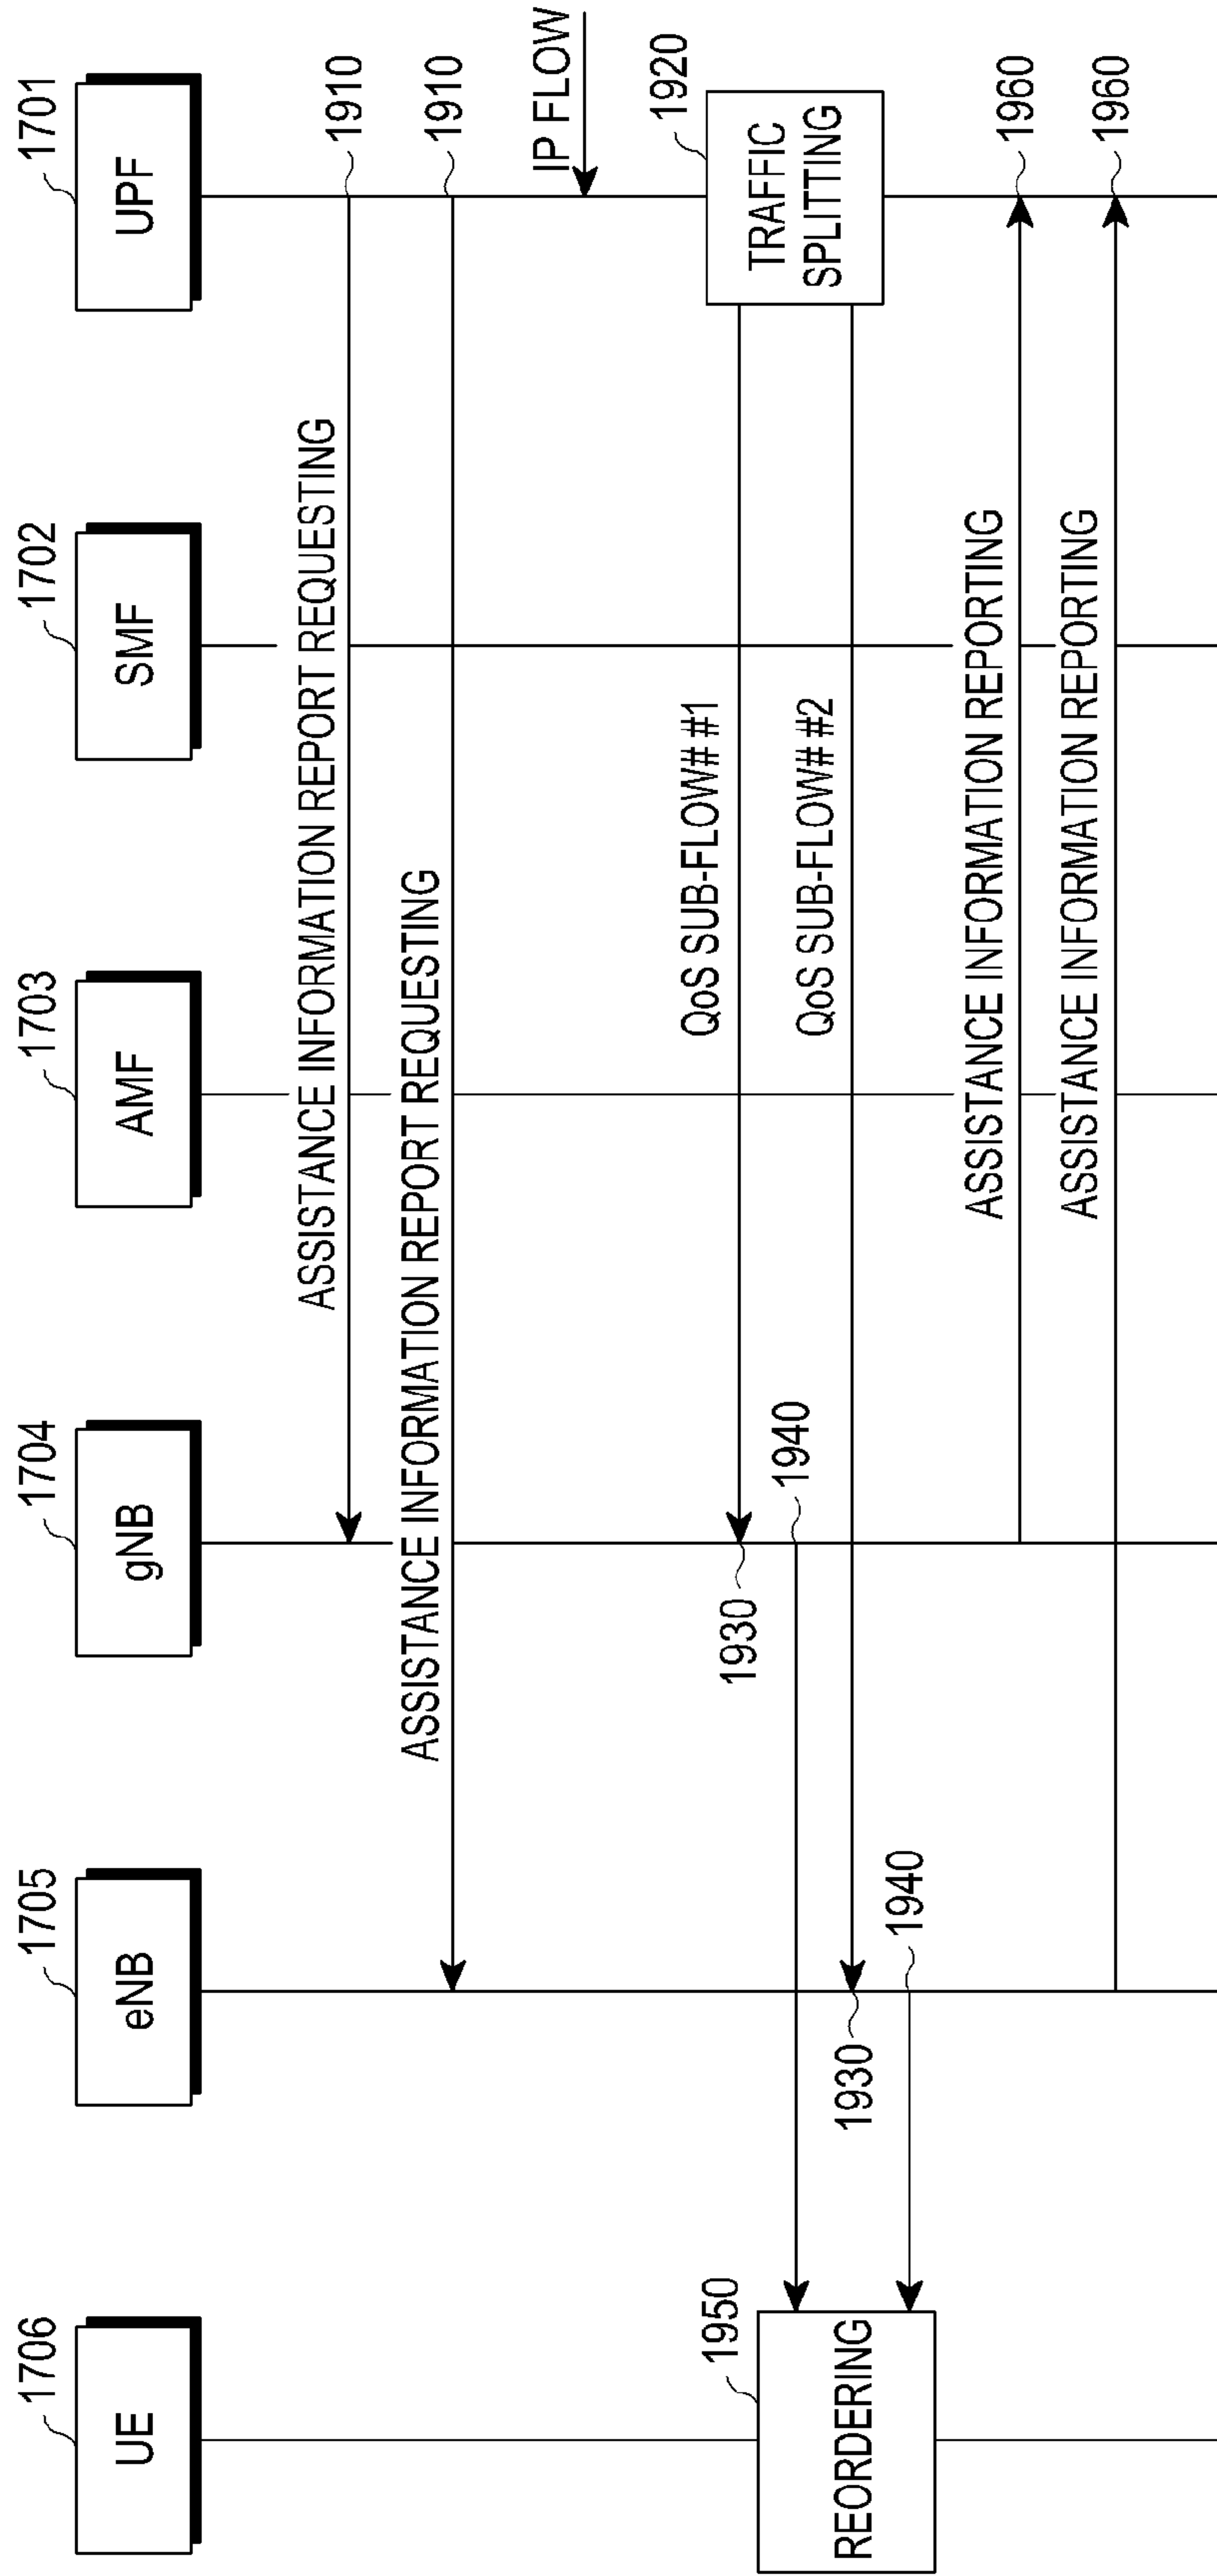 1706
UE
1705
eNB
1704
gNB
1703
AMF
1702
SMF
1701
UPF
ASSISTANCE INFORMATION REPORT REQUESTING
1910
ASSISTANCE INFORMATION REPORT REQUESTING
1910
IP FLOW
1920
TRAFFIC
SPLITTING
QoS SUB-FLOW# #1
1930
1940
QoS SUB-FLOW# #2
1930
1940
1950
REORDERING
ASSISTANCE INFORMATION REPORTING
1960
ASSISTANCE INFORMATION REPORTING
1960